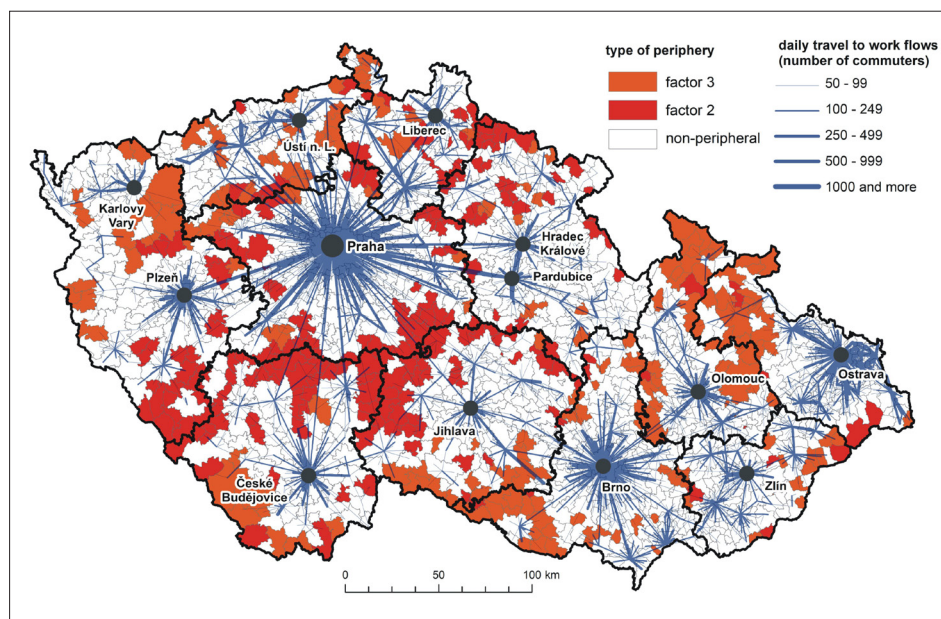 type of periphery
factor 3
factor 2
non-peripheral
daily travel to work flows
(number of commuters)
50 - 99
100 - 249
250 - 499
500 - 999
1000 and more
Liberec
Ústí n. L.
Karlovy
Vary
Praha
Hradec
Králové
Plzeň
Pardubice
Ostrava
Olomouc
Jihlava
České
Budějovice
Brno
Zlín
0 50 100 km